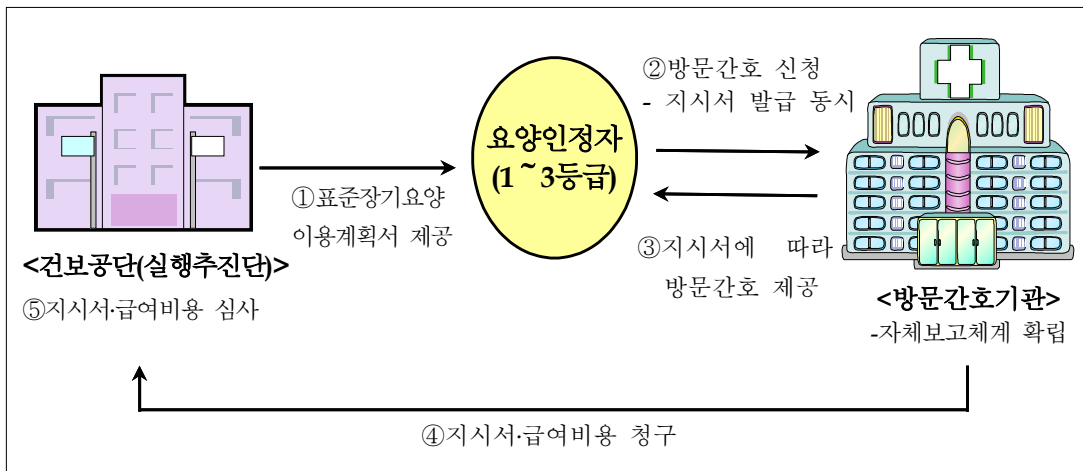 ②방문간호 신청
- 지시서 발급 동시
요양인정자
(1~3등급)
①표준장기요양
이용계획서 제공
③지시서에 따라
방문간호 제공
<건보공단(실행추진단)>
⑤지시서·급여비용 심사
<방문간호기관>
-자체보고체계 확립
④지시서·급여비용 청구